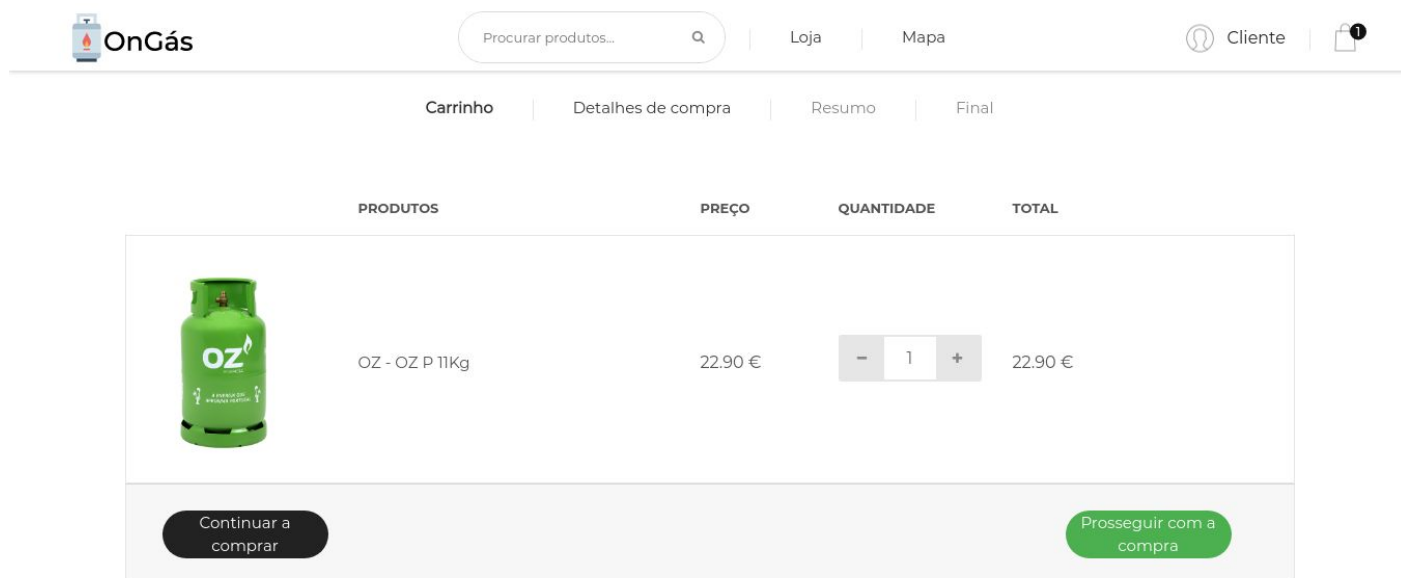 OnGás
Procurar produtos...
Loja
Mapa
Cliente
1
Carrinho
Detalhes de compra
Resumo
Final
PRODUTOS
PREÇO
QUANTIDADE
TOTAL
OZ
OZ - OZ P 11Kg
22.90 €
− 1 +
22.90 €
Continuar a
comprar
Prosseguir com a
compra